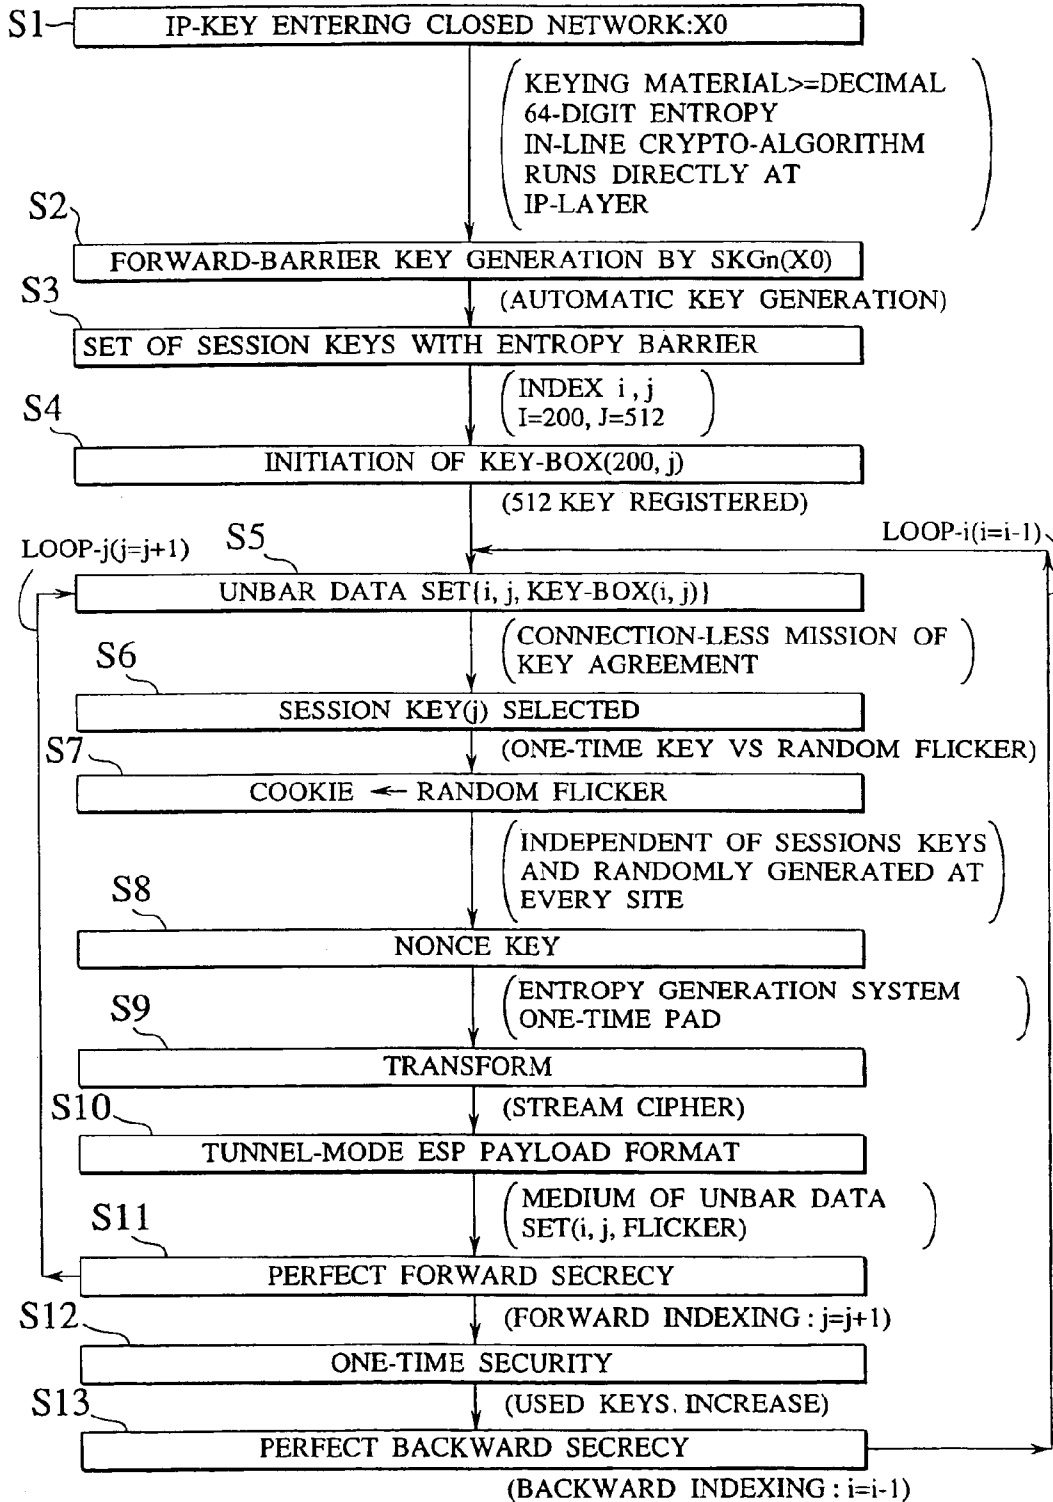 S1
IP-KEY ENTERING CLOSED NETWORK:X0
KEYING MATERIAL>=DECIMAL
64-DIGIT ENTROPY
IN-LINE CRYPTO-ALGORITHM
RUNS DIRECTLY AT
IP-LAYER
S2
FORWARD-BARRIER KEY GENERATION BY SKGn(X0)
(AUTOMATIC KEY GENERATION)
S3
SET OF SESSION KEYS WITH ENTROPY BARRIER
(INDEX i, j
I=200, J=512)
S4
INITIATION OF KEY-BOX(200, j)
(512 KEY REGISTERED)
LOOP-j(j=j+1)
LOOP-i(i=i-1)
S5
UNBAR DATA SET{i, j, KEY-BOX(i, j)}
(CONNECTION-LESS MISSION OF
KEY AGREEMENT)
S6
SESSION KEY(j) SELECTED
(ONE-TIME KEY VS RANDOM FLICKER)
S7
COOKIE ← RANDOM FLICKER
(INDEPENDENT OF SESSIONS KEYS
AND RANDOMLY GENERATED AT
EVERY SITE)
S8
NONCE KEY
(ENTROPY GENERATION SYSTEM
ONE-TIME PAD)
S9
TRANSFORM
(STREAM CIPHER)
S10
TUNNEL-MODE ESP PAYLOAD FORMAT
(MEDIUM OF UNBAR DATA
SET(i, j, FLICKER))
S11
PERFECT FORWARD SECRECY
(FORWARD INDEXING : j=j+1)
S12
ONE-TIME SECURITY
(USED KEYS. INCREASE)
S13
PERFECT BACKWARD SECRECY
(BACKWARD INDEXING : i=i-1)